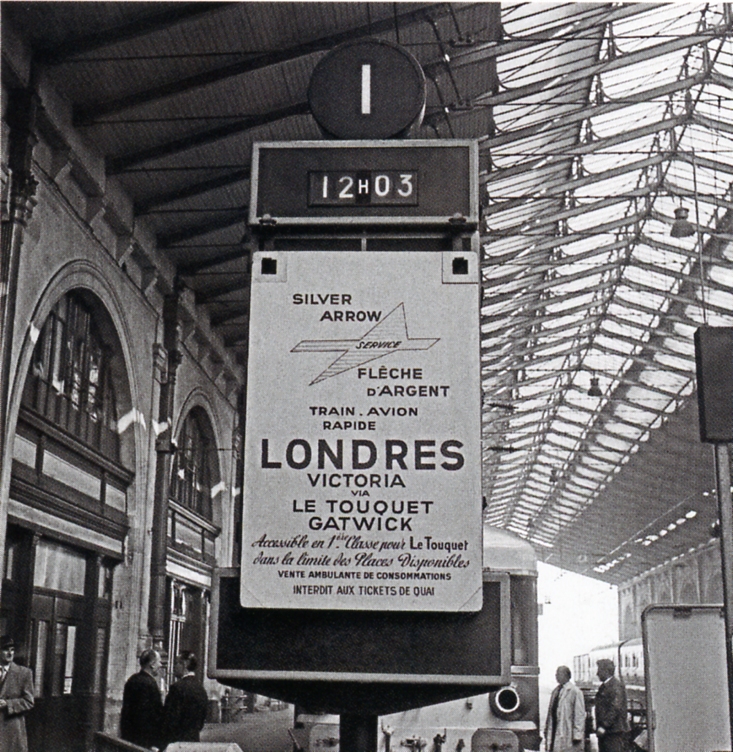 1
12H03
SILVER
ARROW
SERVICE
FLÈCHE
D'ARGENT
TRAIN.AVION
RAPIDE
LONDRES
VICTORIA
VIA
LE TOUQUET
GATWICK
Accessible en 1ère Classe pour Le Touquet
dans la limite des Places Disponibles
VENTE AMBULANTE DE CONSOMMATIONS
INTERDIT AUX TICKETS DE QUAI